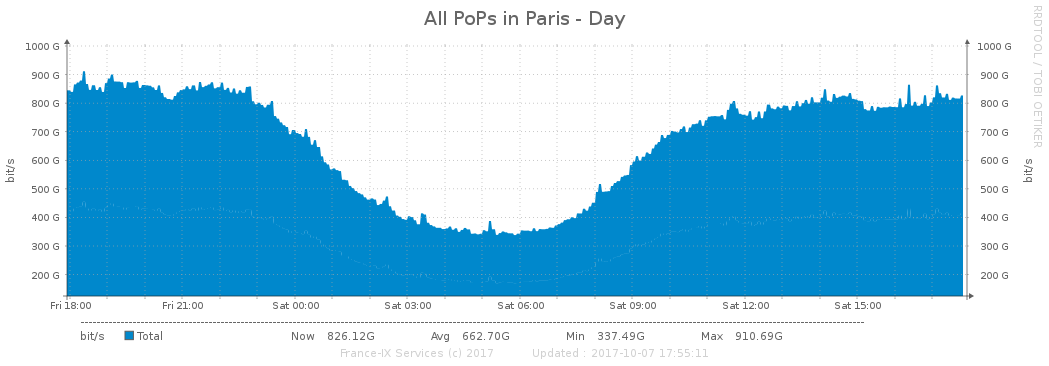 All PoPs in Paris - Day
RRDTOOL / TOBI OETIKER
1000 G 1000 G
900 G 900 G
800 G 800 G
700 G 700 G
600 G 600 G
500 G 500 G
400 G 400 G
300 G 300 G
200 G 200 G
bit/s bit/s
Fri 18:00 Fri 21:00 Sat 00:00 Sat 03:00 Sat 06:00 Sat 09:00 Sat 12:00 Sat 15:00
bit/s Total Now 826.12G Avg 662.70G Min 337.49G Max 910.69G
France-IX Services (c) 2017 Updated : 2017-10-07 17:55:11